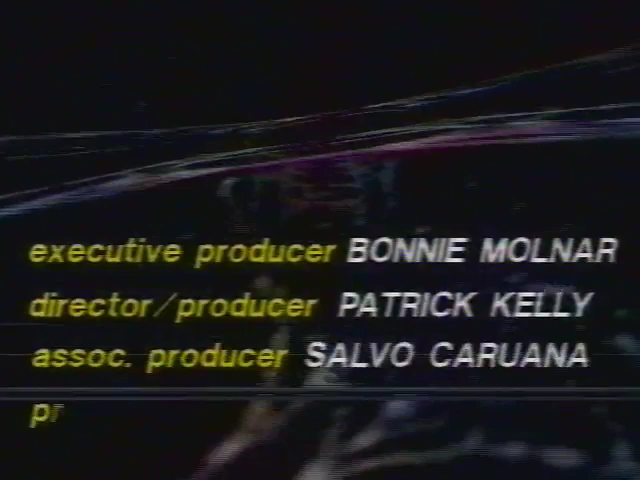 executive producer BONNIE MOLNAR
director/producer PATRICK KELLY
assoc. producer SALVO CARUANA
pr